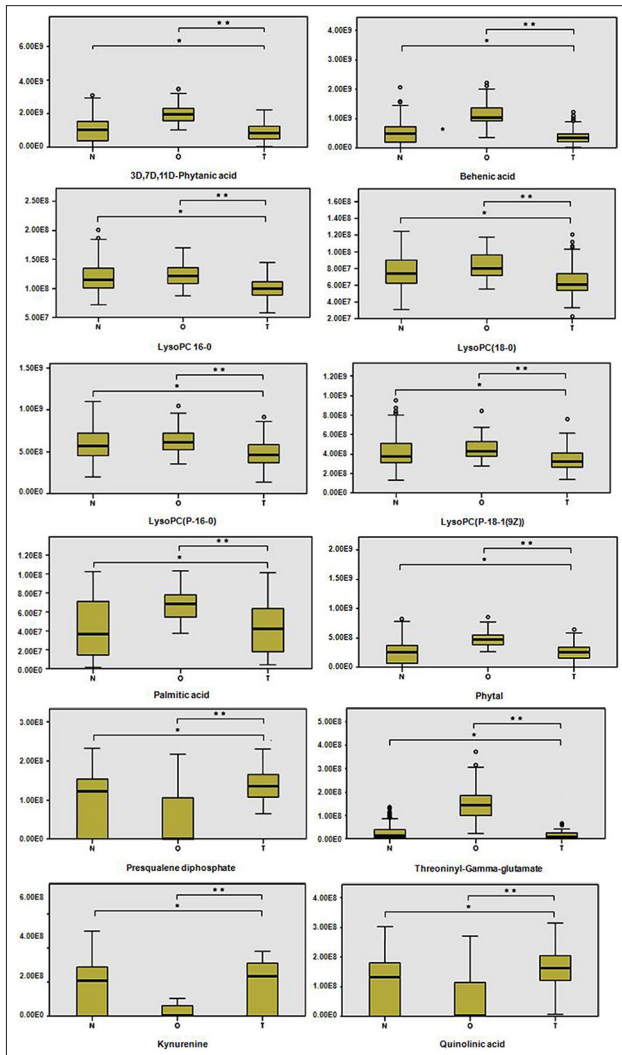 * *
*
6.00E9
4.00E9
2.00E9
0.00E0
N O T
3D,7D,11D-Phytanic acid
* *
*
4.00E9
3.00E9
2.00E9
1.00E9
0.00E0
*
N O T
Behenic acid
* *
*
2.50E8
2.00E8
1.50E8
1.00E8
5.00E7
N O T
LysoPC 16-0
* *
*
1.40E8
1.20E8
1.00E8
8.00E7
6.00E7
4.00E7
2.00E7
N O T
LysoPC(18-0)
* *
*
1.50E9
1.00E9
5.00E8
0.00E0
N O T
LysoPC(P-16-0)
* *
*
1.20E9
1.00E9
8.00E8
6.00E8
4.00E8
2.00E8
0.00E0
N O T
LysoPC(P-18-1(9Z))
* *
*
1.20E8
1.00E8
8.00E7
6.00E7
4.00E7
2.00E7
0.00E0
N O T
Palmitic acid
* *
*
2.00E9
1.50E9
1.00E9
5.00E8
0.00E0
N O T
Phytal
* *
*
3.00E8
2.00E8
1.00E8
0.00E0
N O T
Presqualene diphosphate
* *
*
5.00E8
4.00E8
3.00E8
2.00E8
1.00E8
0.00E0
N O T
Threoninyl-Gamma-glutamate
* *
*
6.00E8
4.00E8
2.00E8
0.00E0
N O T
Kynurenine
* *
*
4.00E8
3.00E8
2.00E8
1.00E8
0.00E0
N O T
Quinolinic acid